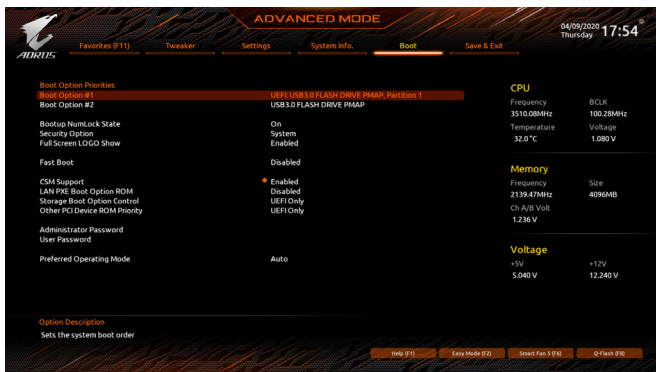 ADVANCED MODE
04/09/2020 Thursday 17:54
AORUS
Favorites (F11) Tweaker Settings System Info. Boot Save & Exit
Boot Option Priorities
Boot Option #1 UEFI: USB3.0 FLASH DRIVE PMAP, Partition 1
Boot Option #2 USB3.0 FLASH DRIVE PMAP
Bootup NumLock State On
Security Option System
Full Screen LOGO Show Enabled
Fast Boot Disabled
CSM Support Enabled
LAN PXE Boot Option ROM Disabled
Storage Boot Option Control UEFI Only
Other PCI Device ROM Priority UEFI Only
Administrator Password
User Password
Preferred Operating Mode Auto
CPU
Frequency BCLK
3510.08MHz 100.28MHz
Temperature Voltage
32.0 °C 1.080 V
Memory
Frequency Size
2139.47MHz 4096MB
Ch A/B Volt
1.236 V
Voltage
+5V +12V
5.040 V 12.240 V
Option Description
Sets the system boot order
Help (F1) Easy Mode (F2) Smart Fan 5 (F6) Q-Flash (F8)